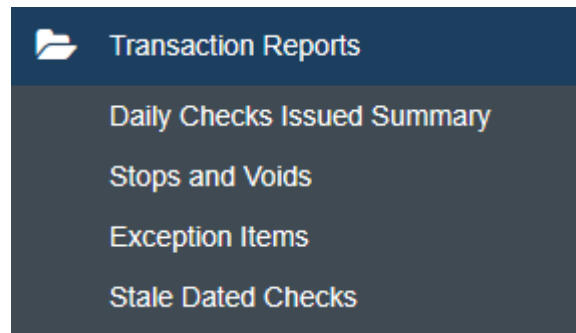 Transaction Reports
Daily Checks Issued Summary
Stops and Voids
Exception Items
Stale Dated Checks